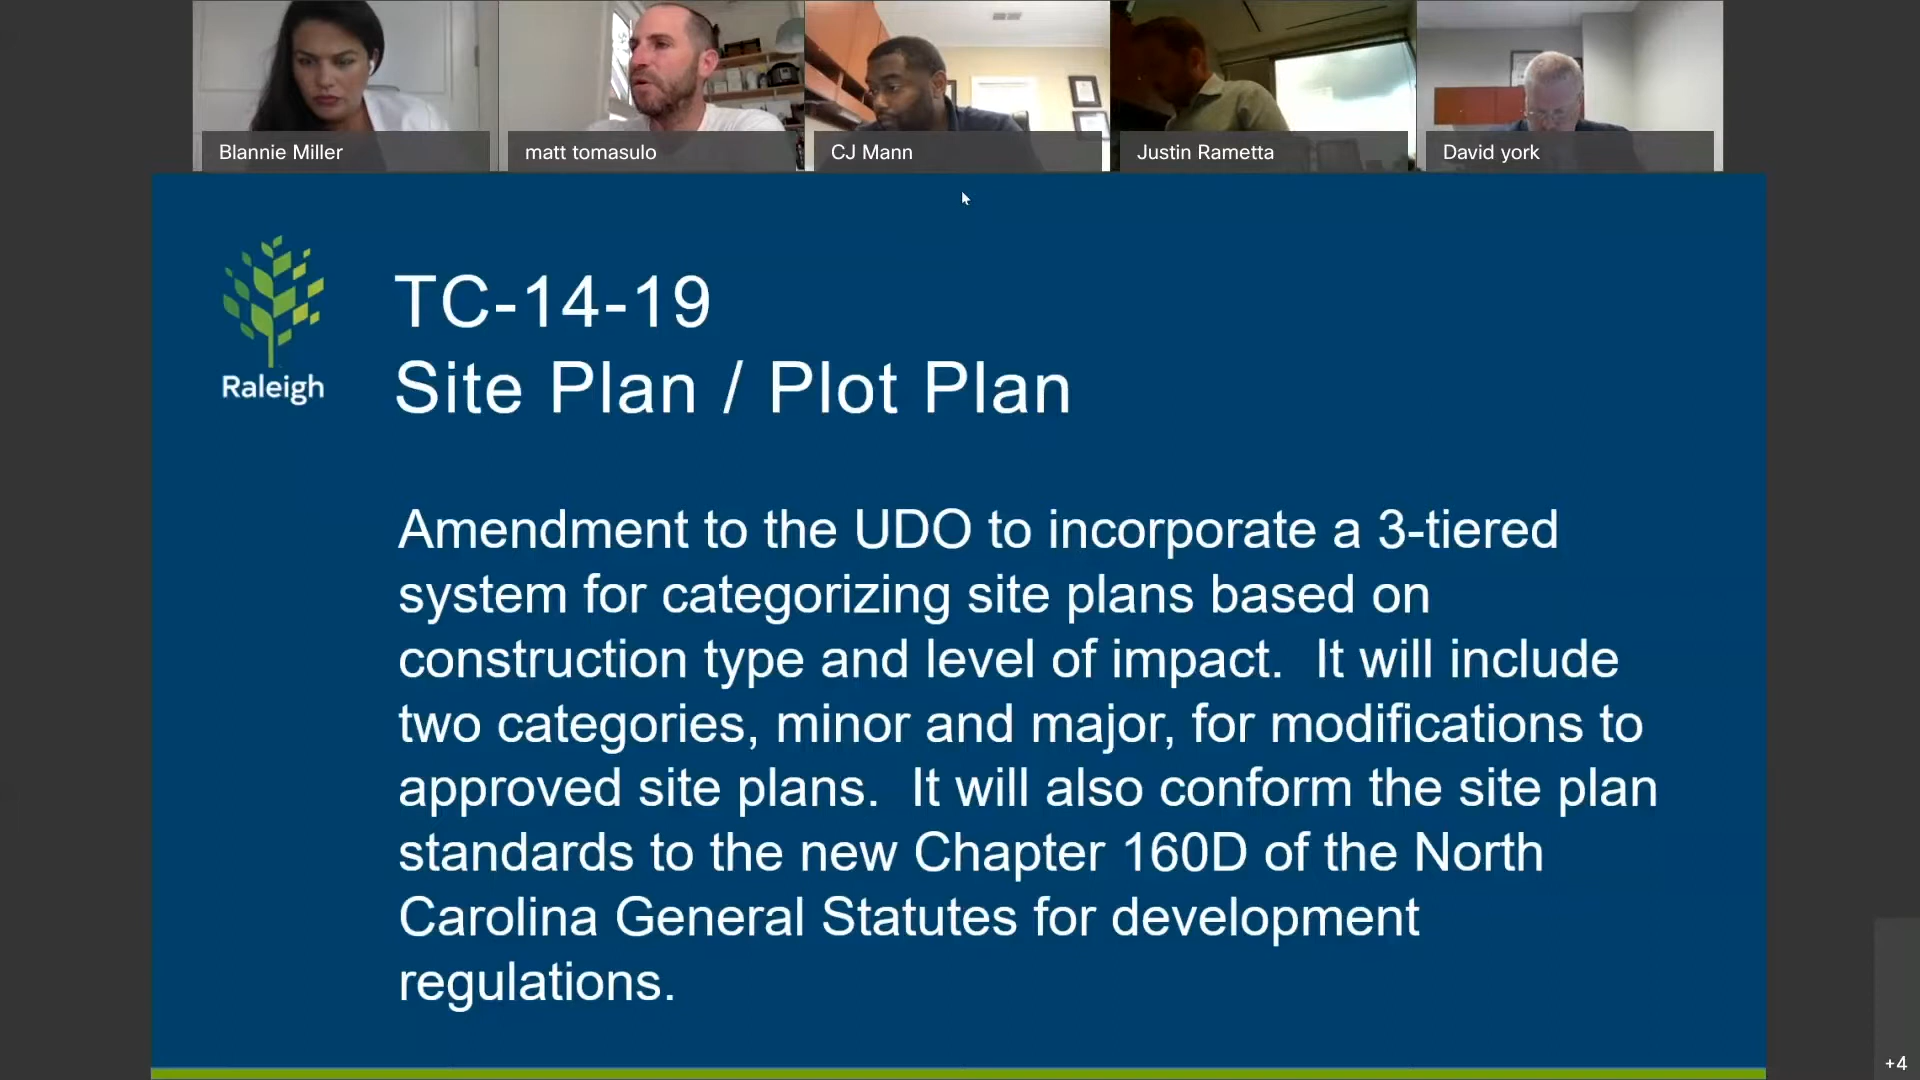 Blannie Miller
matt tomasulo
CJ Mann
Justin Rametta
David york
Raleigh
TC-14-19
Site Plan / Plot Plan
Amendment to the UDO to incorporate a 3-tiered
system for categorizing site plans based on
construction type and level of impact.  It will include
two categories, minor and major, for modifications to
approved site plans.  It will also conform the site plan
standards to the new Chapter 160D of the North
Carolina General Statutes for development
regulations.
+4